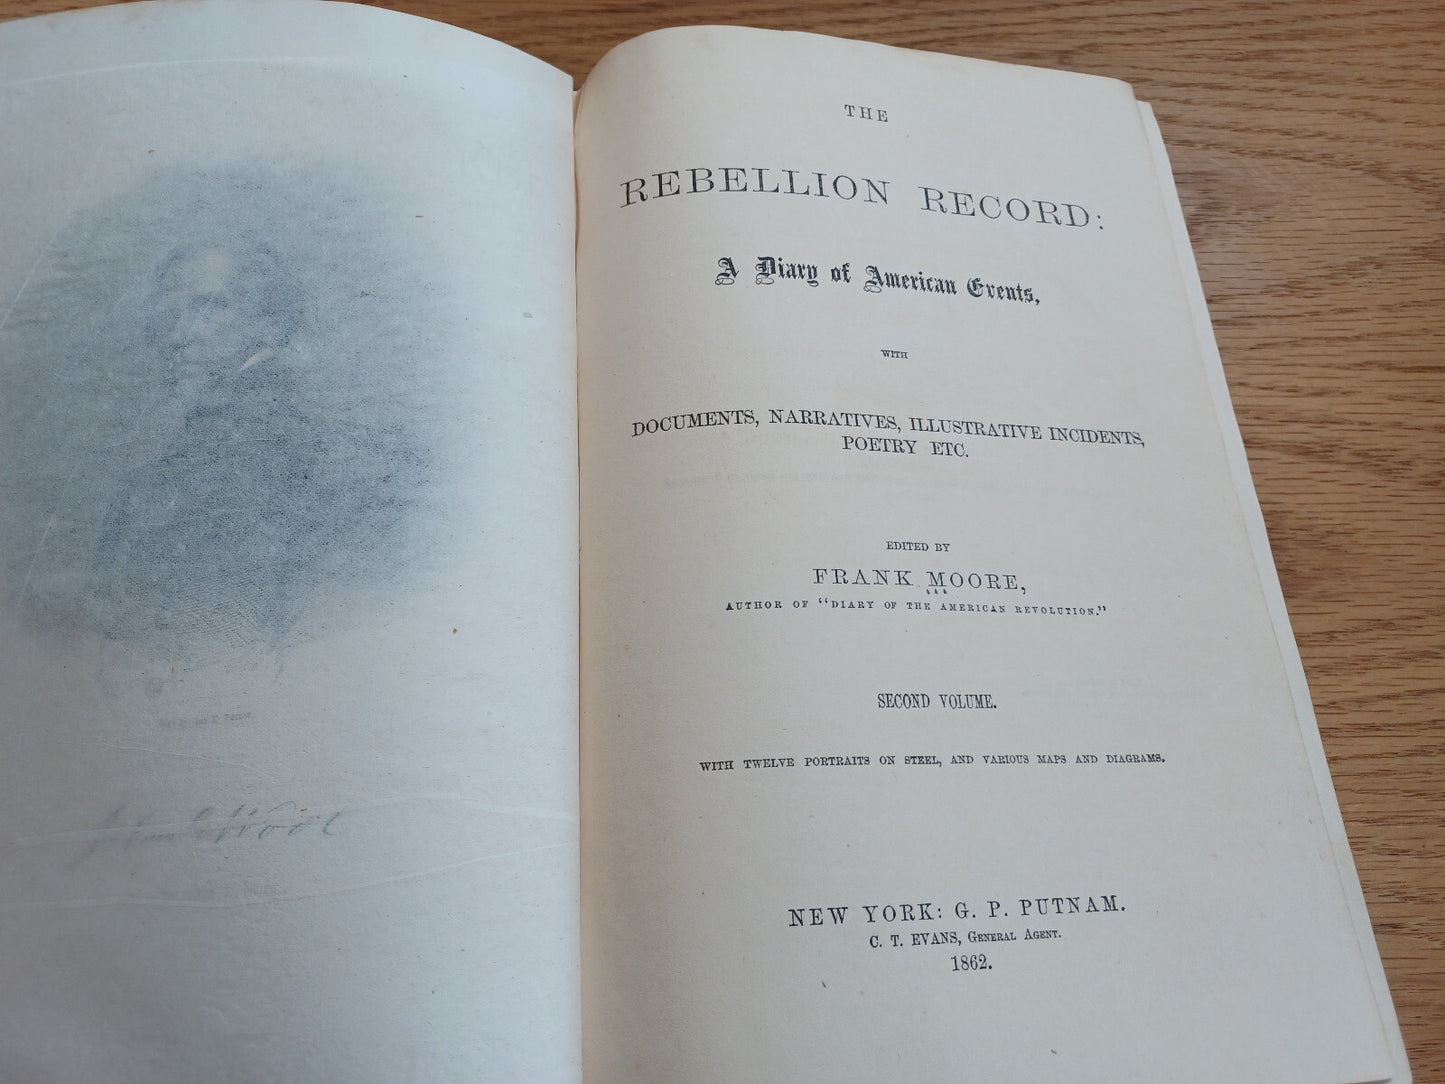 THE
REBELLION RECORD:
A Diary of American Events,
WITH
DOCUMENTS, NARRATIVES, ILLUSTRATIVE INCIDENTS,
POETRY ETC.
EDITED BY
FRANK MOORE,
AUTHOR OF "DIARY OF THE AMERICAN REVOLUTION."
SECOND VOLUME.
WITH TWELVE PORTRAITS ON STEEL, AND VARIOUS MAPS AND DIAGRAMS.
NEW YORK: G. P. PUTNAM.
C. T. EVANS, GENERAL AGENT.
1862.